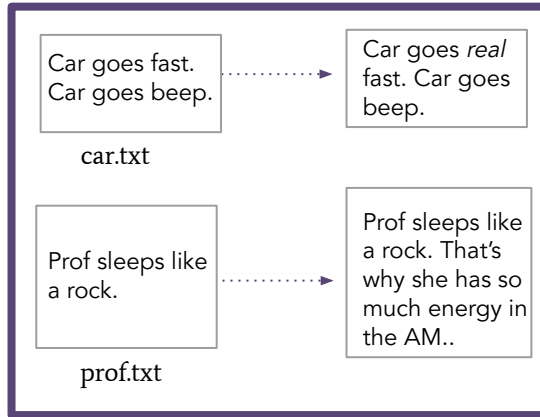 Car goes fast.
Car goes beep.
car.txt
Car goes real
fast. Car goes
beep.
Prof sleeps like
a rock.
prof.txt
Prof sleeps like
a rock. That's
why she has so
much energy in
the AM..